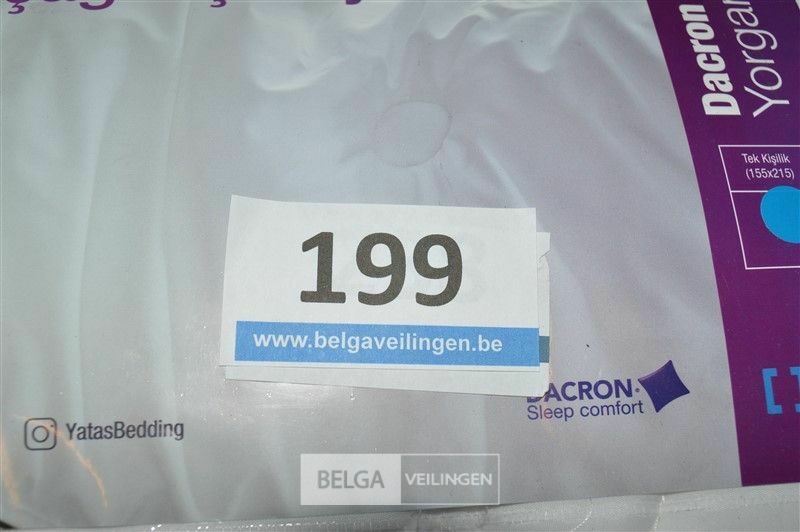 Dacron
Yorgan
Tek Kişilik
(155x215)
199
www.belgaveilingen.be
DACRON
Sleep comfort
YatasBedding
BELGA VEILINGEN